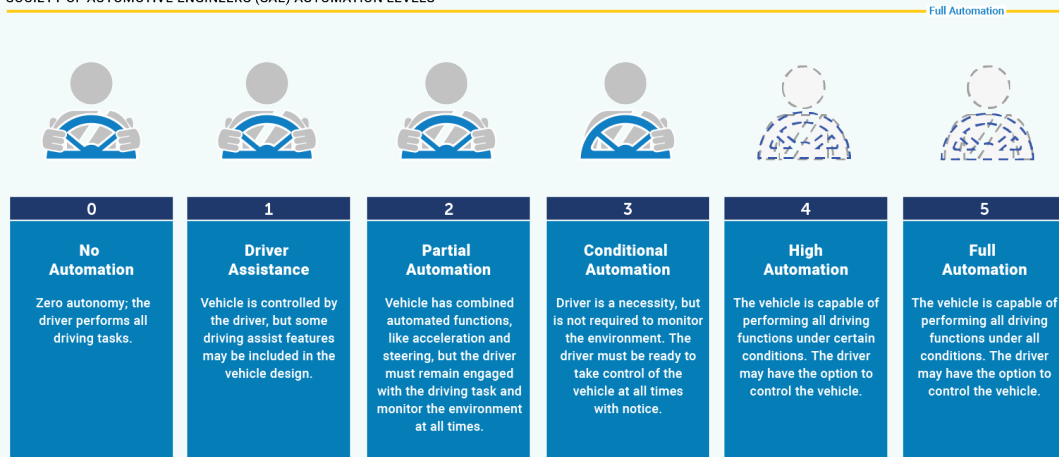 SOCIETY OF AUTOMOTIVE ENGINEERS (SAE) AUTOMATION LEVELS
Full Automation
0
No
Automation
Zero autonomy; the
driver performs all
driving tasks.
1
Driver
Assistance
Vehicle is controlled by
the driver, but some
driving assist features
may be included in the
vehicle design.
2
Partial
Automation
Vehicle has combined
automated functions,
like acceleration and
steering, but the driver
must remain engaged
with the driving task and
monitor the environment
at all times.
3
Conditional
Automation
Driver is a necessity, but
is not required to monitor
the environment. The
driver must be ready to
take control of the
vehicle at all times
with notice.
4
High
Automation
The vehicle is capable of
performing all driving
functions under certain
conditions. The driver
may have the option to
control the vehicle.
5
Full
Automation
The vehicle is capable of
performing all driving
functions under all
conditions. The driver
may have the option to
control the vehicle.